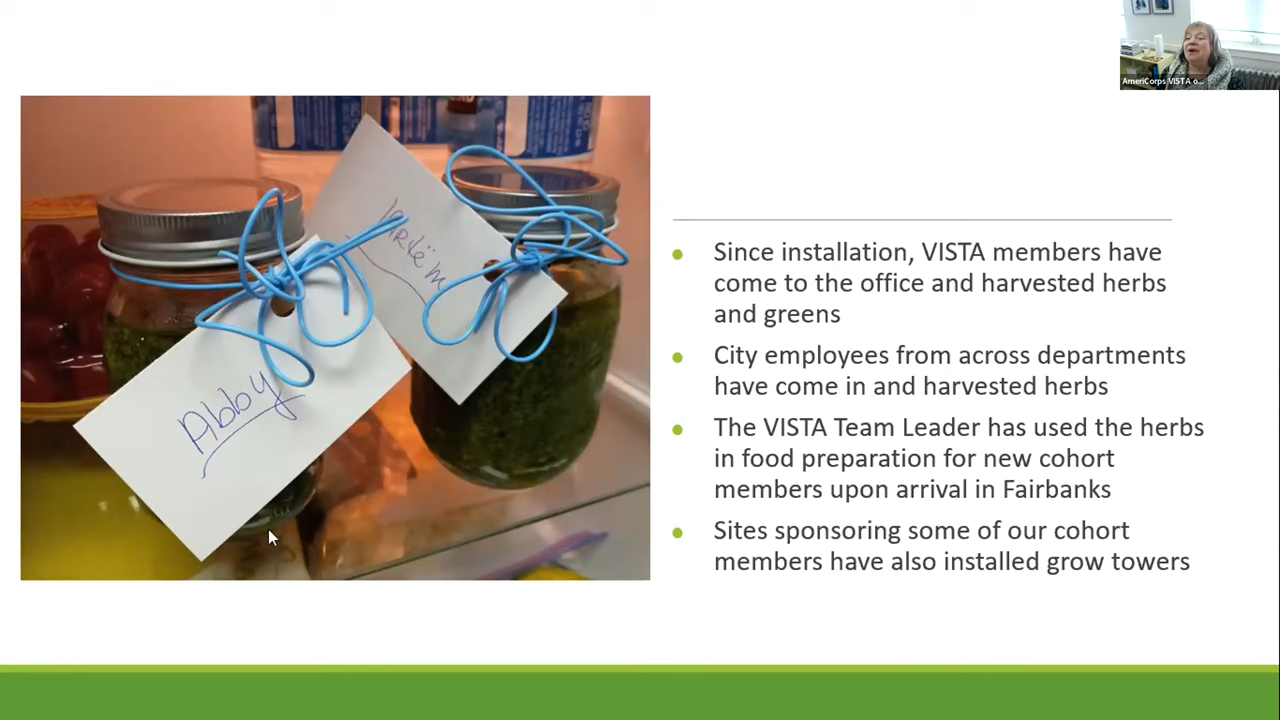 AmeriCorps VISTA o...
Abby
Artëm
Since installation, VISTA members have
come to the office and harvested herbs
and greens
City employees from across departments
have come in and harvested herbs
The VISTA Team Leader has used the herbs
in food preparation for new cohort
members upon arrival in Fairbanks
Sites sponsoring some of our cohort
members have also installed grow towers